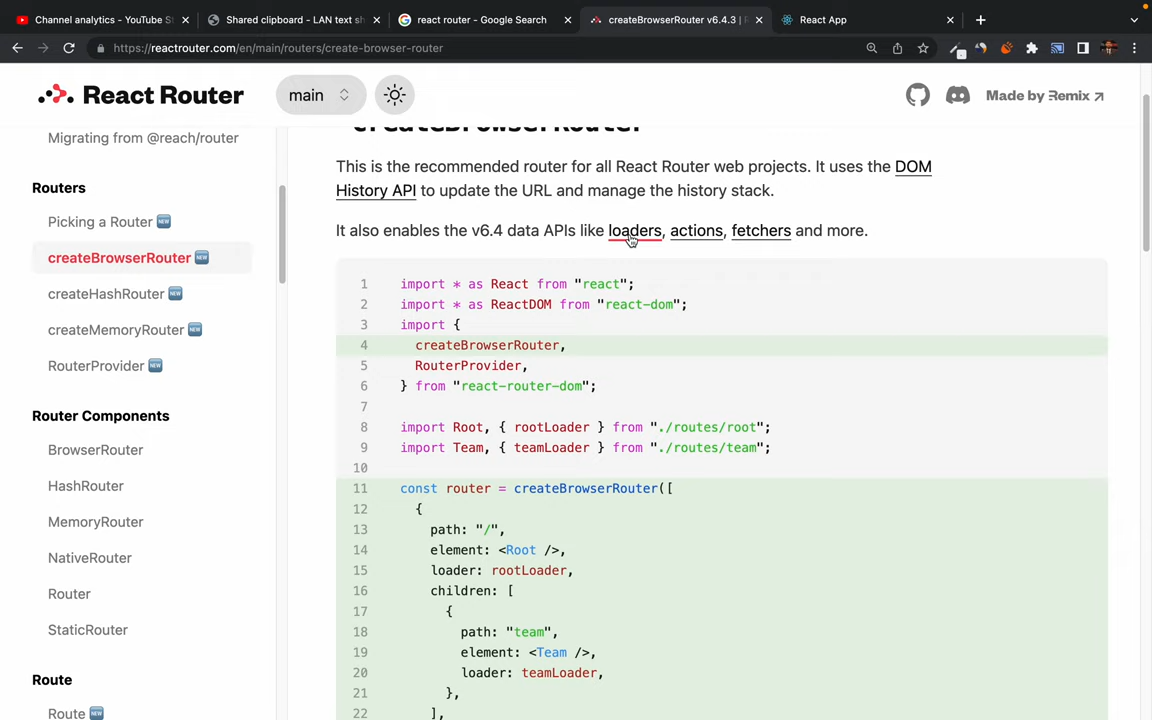 Channel analytics - YouTube S
Shared clipboard - LAN text sh
react router - Google Search
createBrowserRouter v6.4.3 | R
React App
https://reactrouter.com/en/main/routers/create-browser-router
React Router
main
Made by Remix ↗
Migrating from @reach/router
Routers
Picking a Router NEW
createBrowserRouter NEW
createHashRouter NEW
createMemoryRouter NEW
RouterProvider NEW
Router Components
BrowserRouter
HashRouter
MemoryRouter
NativeRouter
Router
StaticRouter
Route
Route NEW
createBrowserRouter
This is the recommended router for all React Router web projects. It uses the DOM
History API to update the URL and manage the history stack.
It also enables the v6.4 data APIs like loaders, actions, fetchers and more.
1 import * as React from "react";
2 import * as ReactDOM from "react-dom";
3 import {
4 createBrowserRouter,
5 RouterProvider,
6 } from "react-router-dom";
7
8 import Root, { rootLoader } from "./routes/root";
9 import Team, { teamLoader } from "./routes/team";
10
11 const router = createBrowserRouter([
12 {
13 path: "/",
14 element: <Root />,
15 loader: rootLoader,
16 children: [
17 {
18 path: "team",
19 element: <Team />,
20 loader: teamLoader,
21 },
22 ],